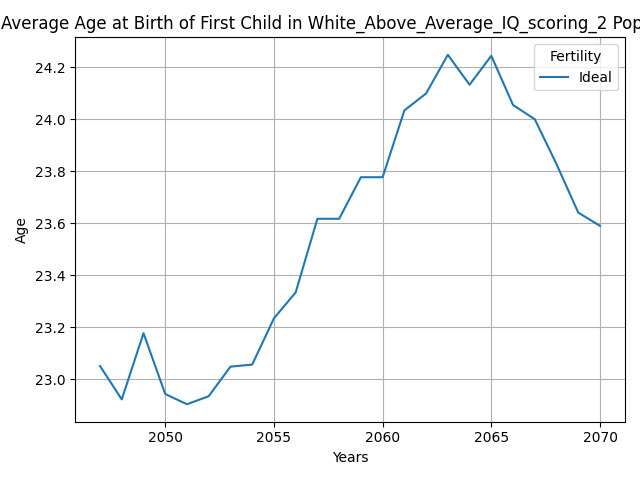 Average Age at Birth of First Child in White_Above_Average_IQ_scoring_2 Pop
Fertility
Ideal
24.2
24.0
23.8
23.6
23.4
23.2
23.0
Age
2050 2055 2060 2065 2070
Years